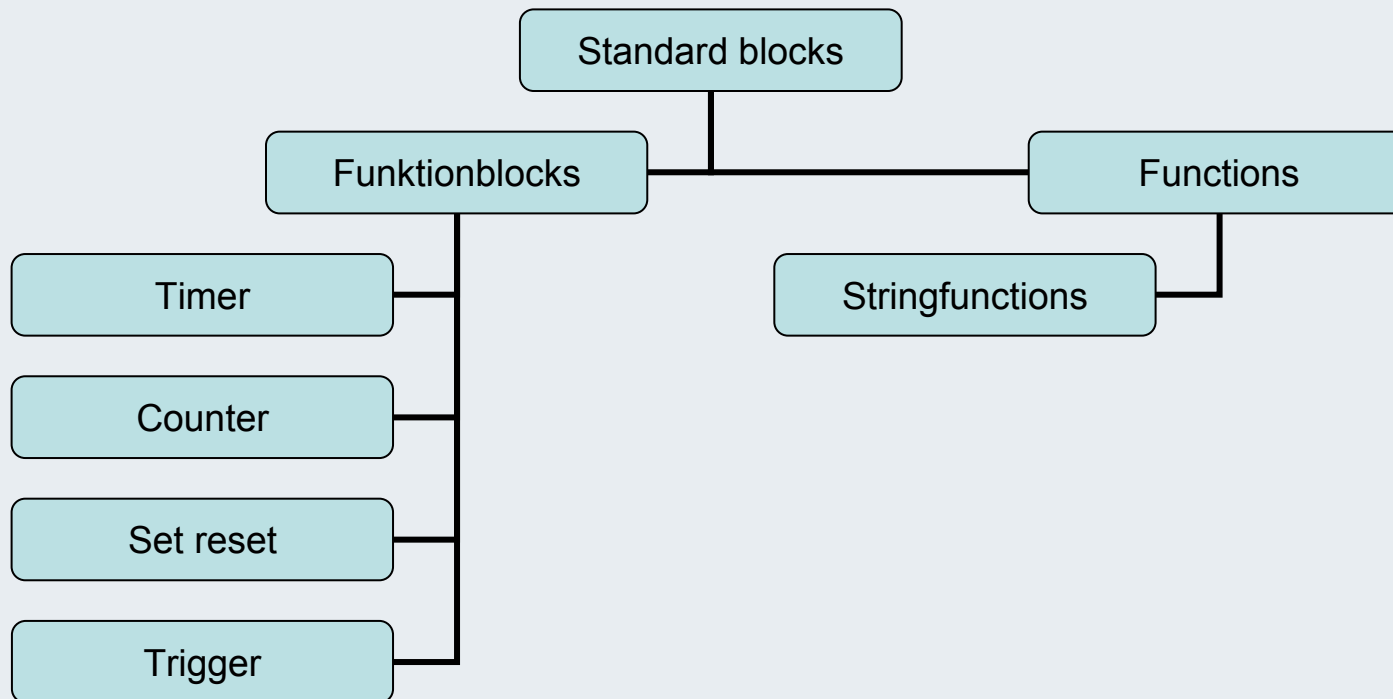 Standard blocks
Funktionblocks
Functions
Timer
Stringfunctions
Counter
Set reset
Trigger